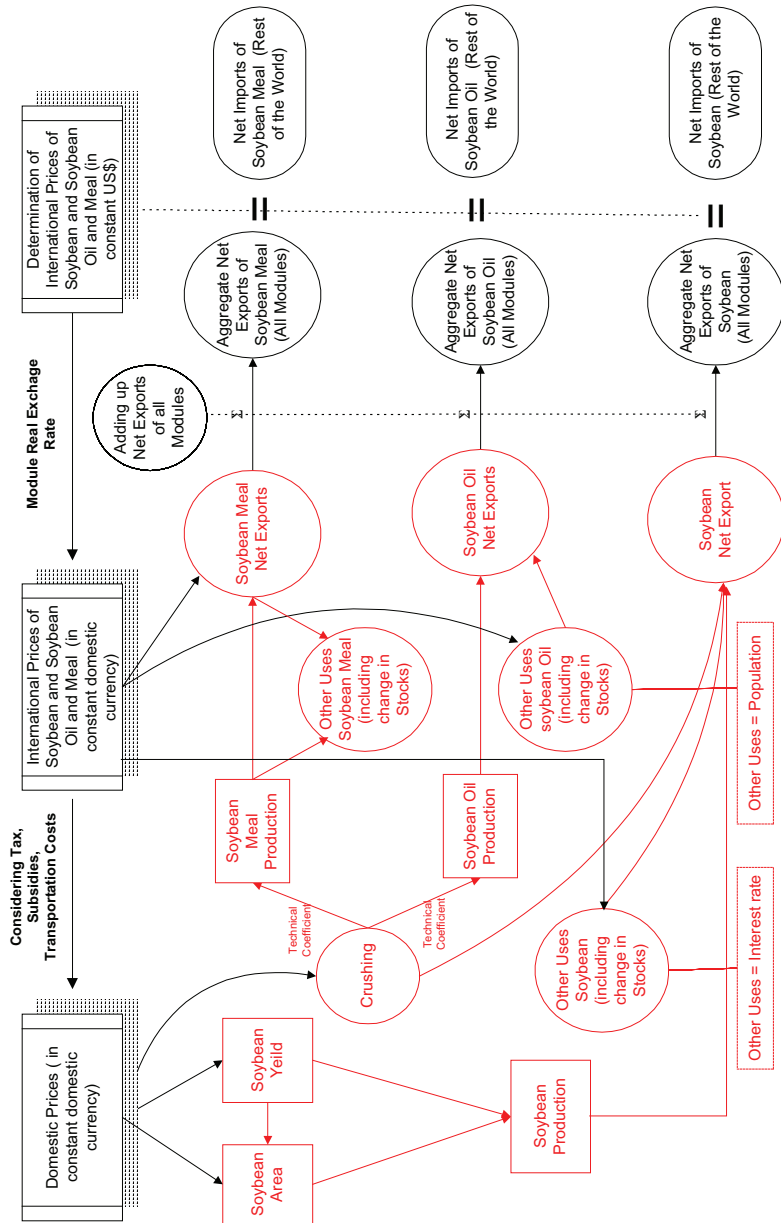 Domestic Prices ( in
constant domestic
currency)
Considering Tax,
Subsidies,
Transportation Costs
International Prices of
Soybean and Soybean
Oil and Meal (in
constant domestic
currency)
Module Real Exchage
Rate
Determination of
International Prices of
Soybean and Soybean
Oil and Meal (in
constant US$)
Adding up
Net Exports
of all
Modules
Soybean
Area
Soybean
Yeild
Crushing
Technical
Coefficient
Technical
Coefficient
Soybean
Meal
Production
Other Uses
Soybean Meal
(including
change in
Stocks)
Soybean Meal
Net Exports
Σ
Aggregate Net
Exports of
Soybean Meal
(All Modules)
=
Net Imports of
Soybean Meal (Rest
of the World)
Soybean Oil
Production
Other Uses
soybean Oil
(including
change in
Stocks)
Soybean Oil
Net Exports
Σ
Aggregate Net
Exports of
Soybean Oil
(All Modules)
=
Net Imports of
Soybean Oil (Rest of
the World)
Soybean
Production
Other Uses
Soybean
(including
change in
Stocks)
Soybean
Net Export
Σ
Aggregate Net
Exports of
Soybean
(All Modules)
=
Net Imports of
Soybean (Rest of the
World)
Other Uses = Interest rate
Other Uses = Population